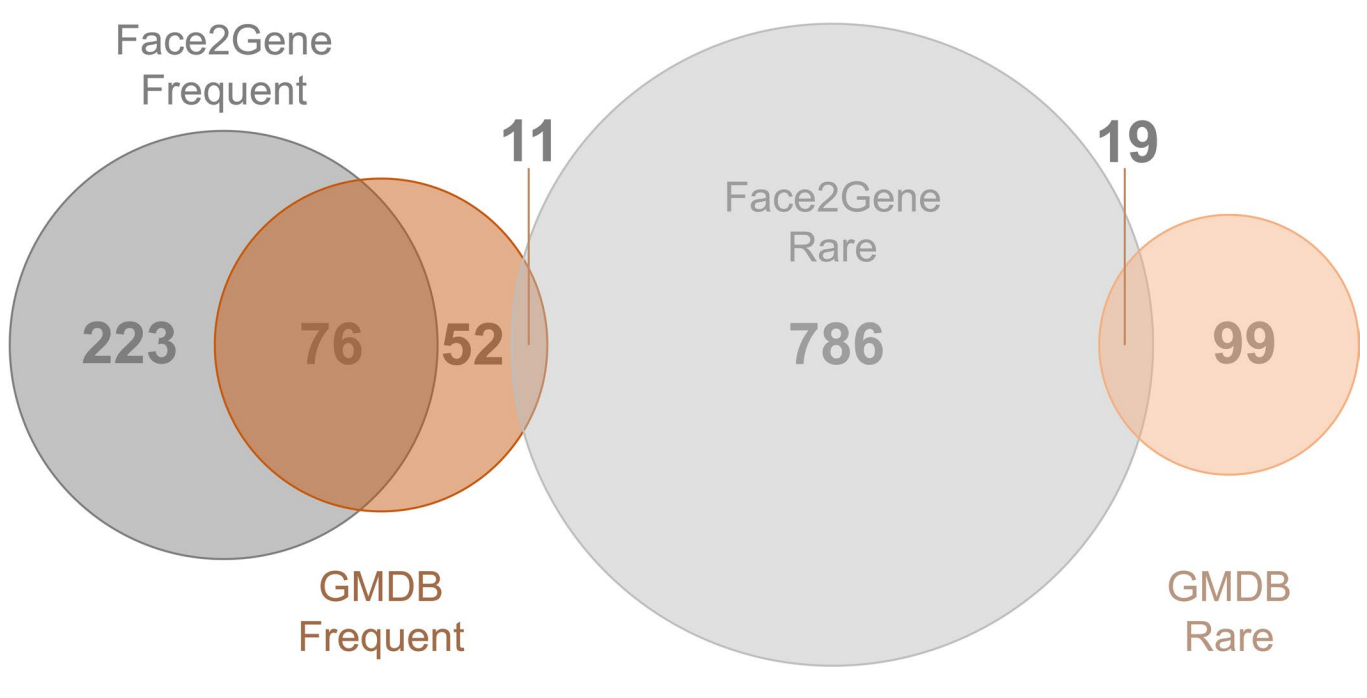 Face2Gene
Frequent
11
19
Face2Gene
Rare
223
76
52
786
99
GMDB
Frequent
GMDB
Rare